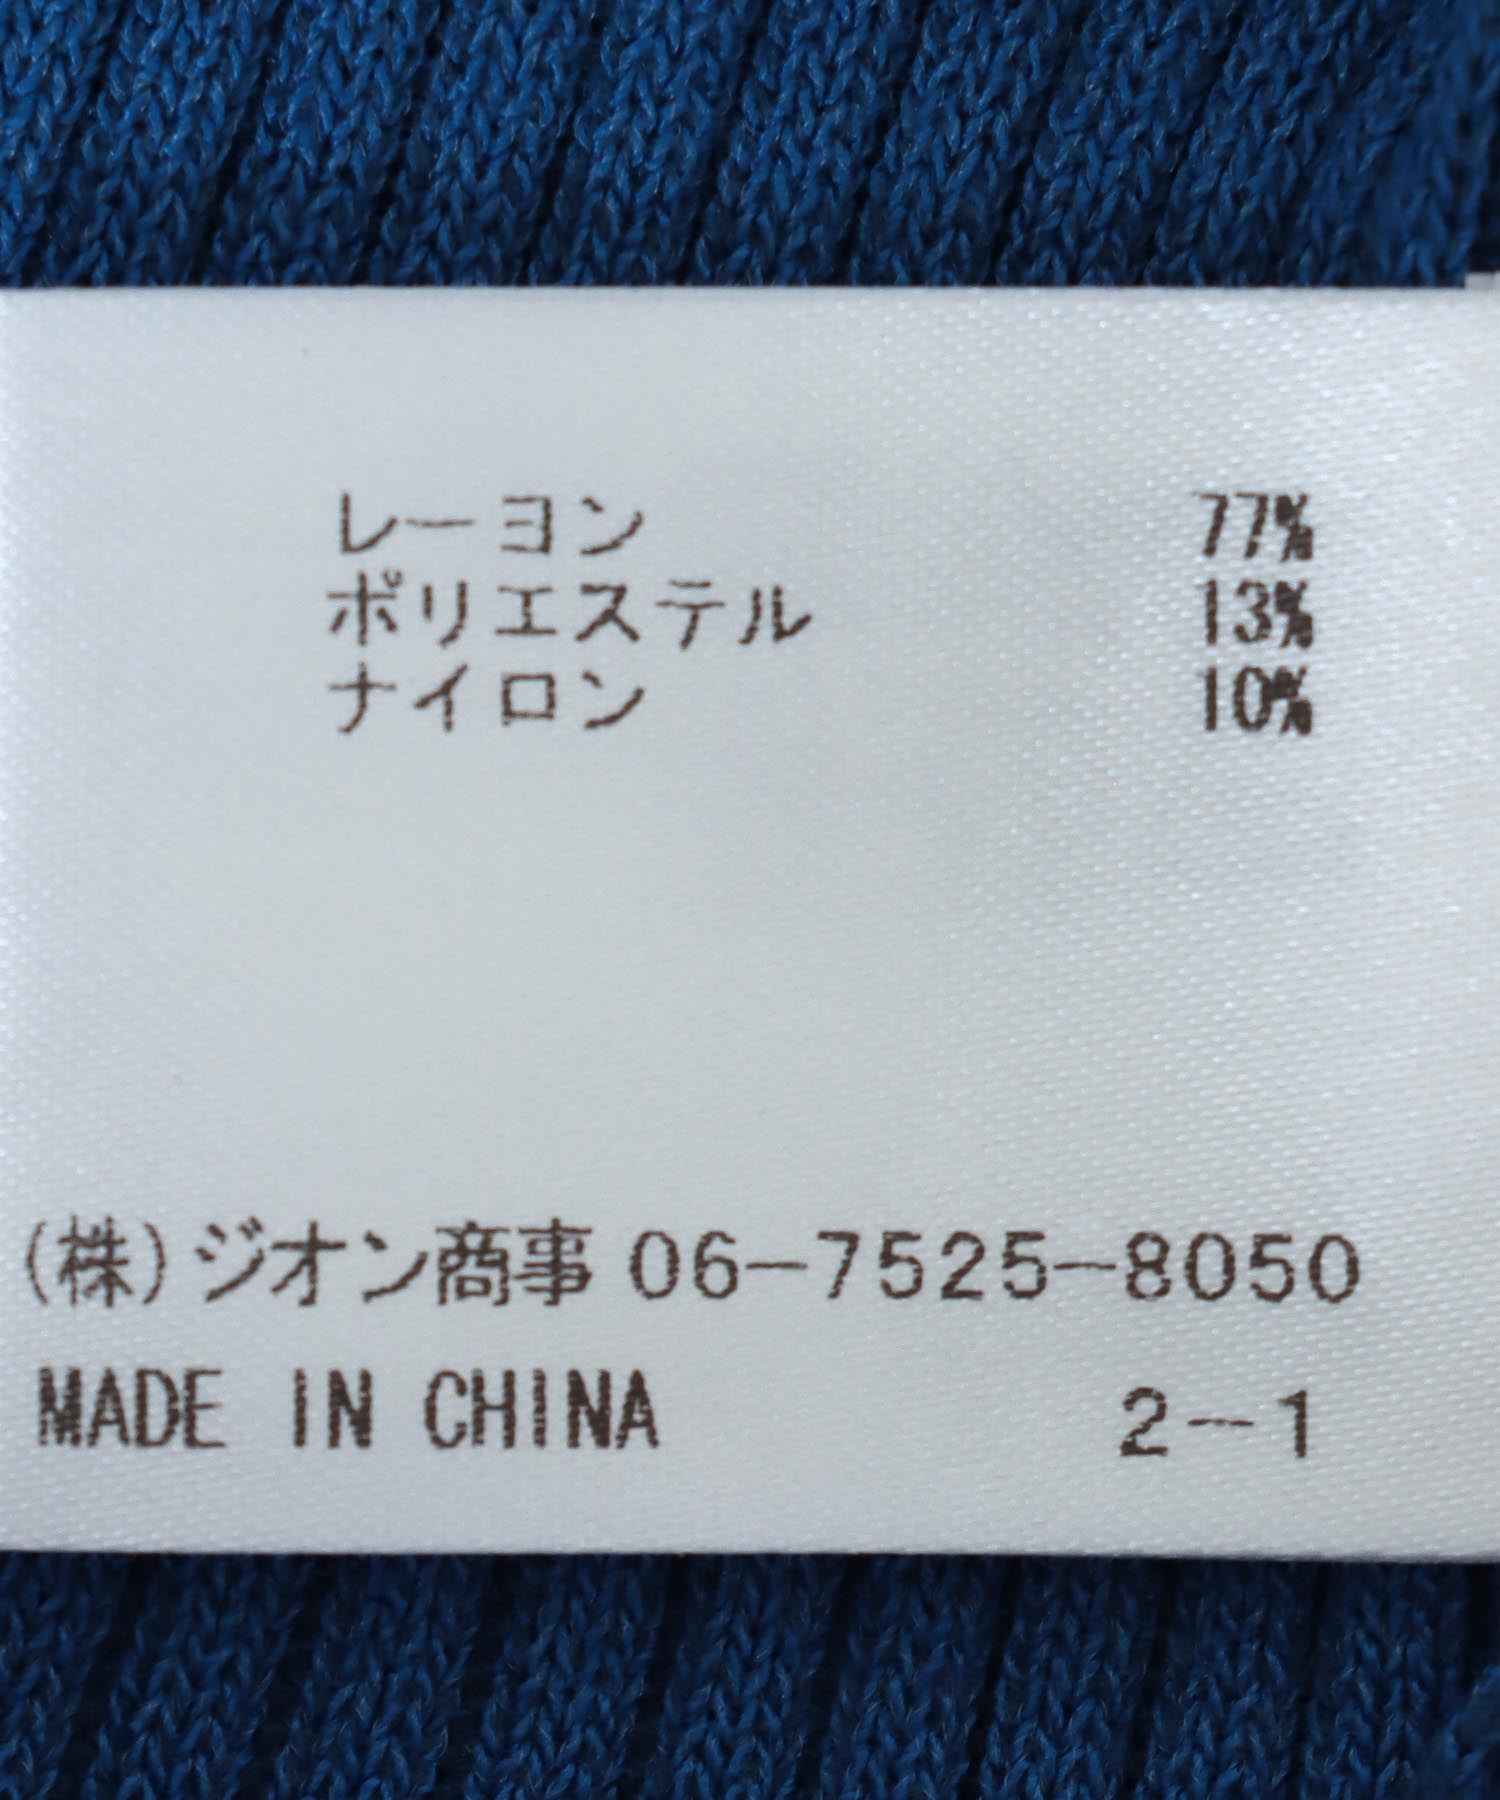 レーヨン 77%
ポリエステル 13%
ナイロン 10%
(株)ジオン商事 06-7525-8050
MADE IN CHINA 2-1